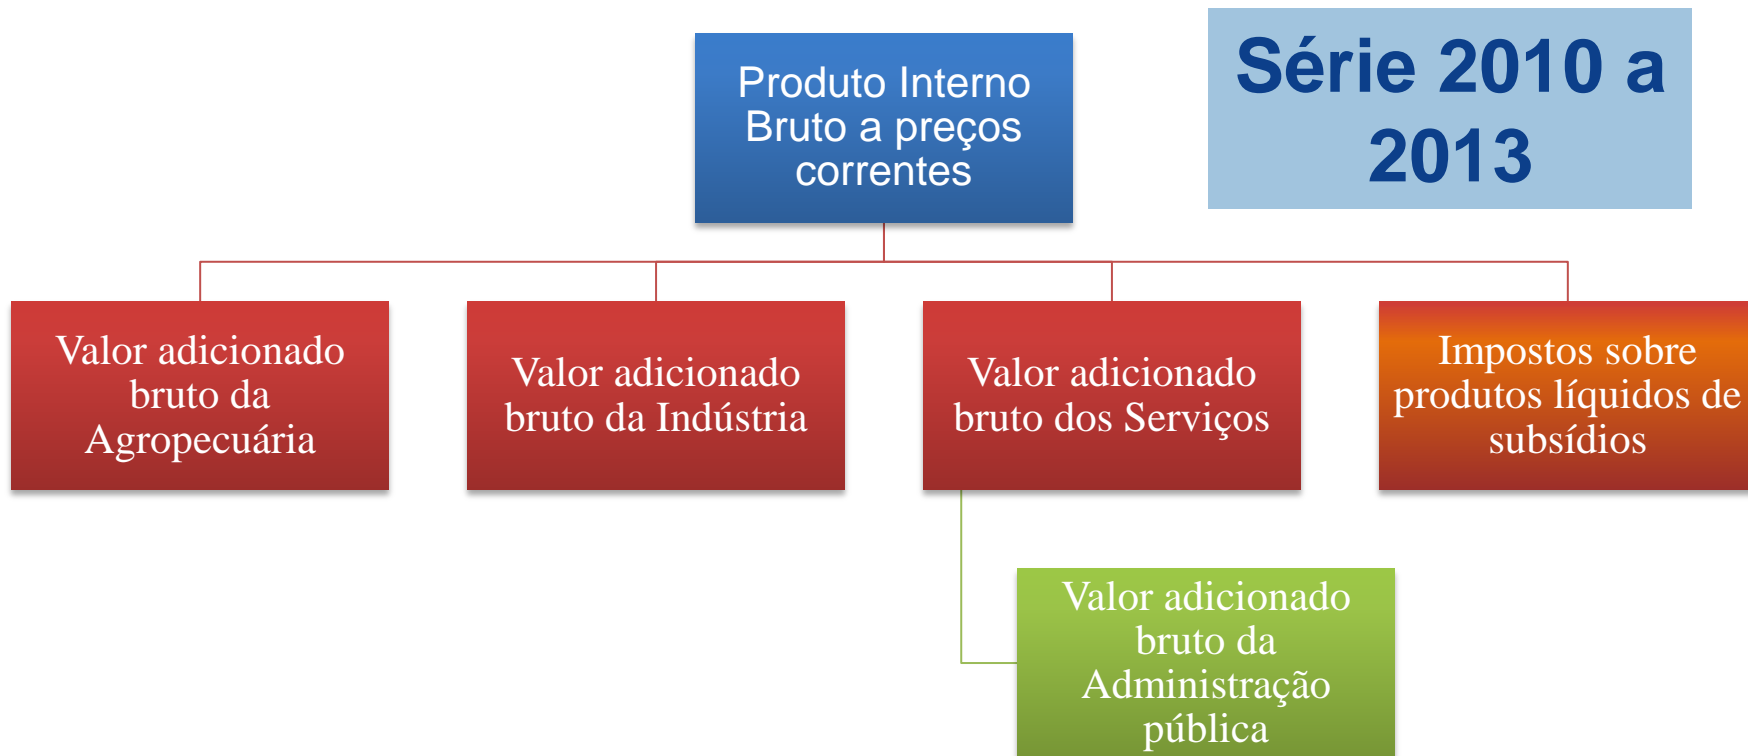 Produto Interno
Bruto a preços
correntes
Série 2010 a
2013
Valor adicionado
bruto da
Agropecuária
Valor adicionado
bruto da Indústria
Valor adicionado
bruto dos Serviços
Impostos sobre
produtos líquidos de
subsídios
Valor adicionado
bruto da
Administração
pública